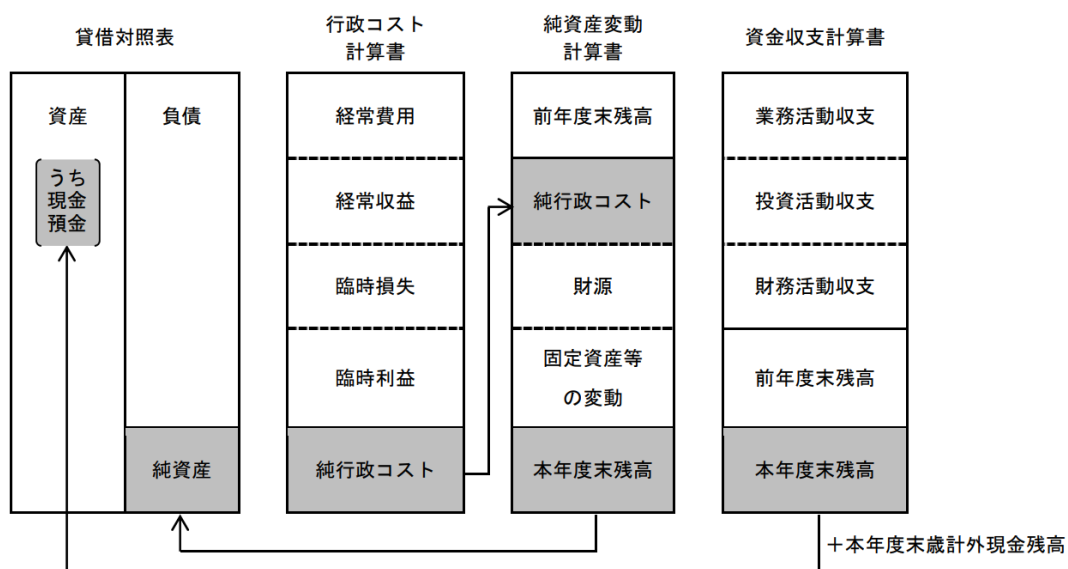 貸借対照表
資産
うち
現金
預金
負債
純資産
行政コスト
計算書
経常費用
経常収益
臨時損失
臨時利益
純行政コスト
純資産変動
計算書
前年度末残高
純行政コスト
財源
固定資産等
の変動
本年度末残高
資金収支計算書
業務活動収支
投資活動収支
財務活動収支
前年度末残高
本年度末残高
＋本年度末歳計外現金残高